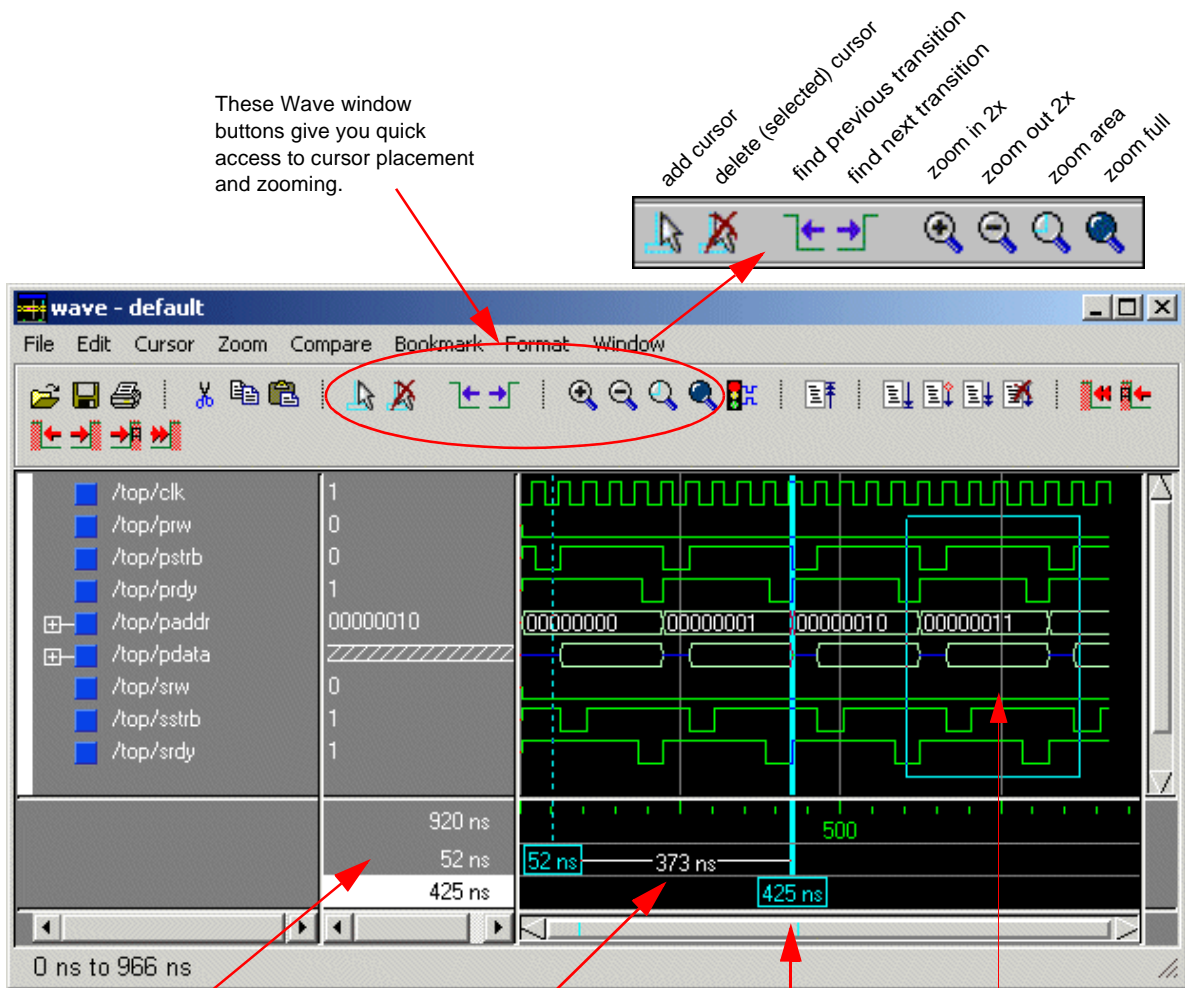 These Wave window
buttons give you quick
access to cursor placement
and zooming.
add cursor
delete (selected) cursor
find previous transition
find next transition
zoom in 2x
zoom out 2x
zoom area
zoom full
wave - default
File Edit Cursor Zoom Compare Bookmark Format Window
/top/clk 1
/top/prw 0
/top/pstrb 0
/top/prdy 1
/top/paddr 00000010 00000000 00000001 00000010 00000011
/top/pdata
/top/srw 0
/top/sstrb 1
/top/srdy 1
920 ns 500
52 ns 52 ns 373 ns
425 ns 425 ns
0 ns to 966 ns